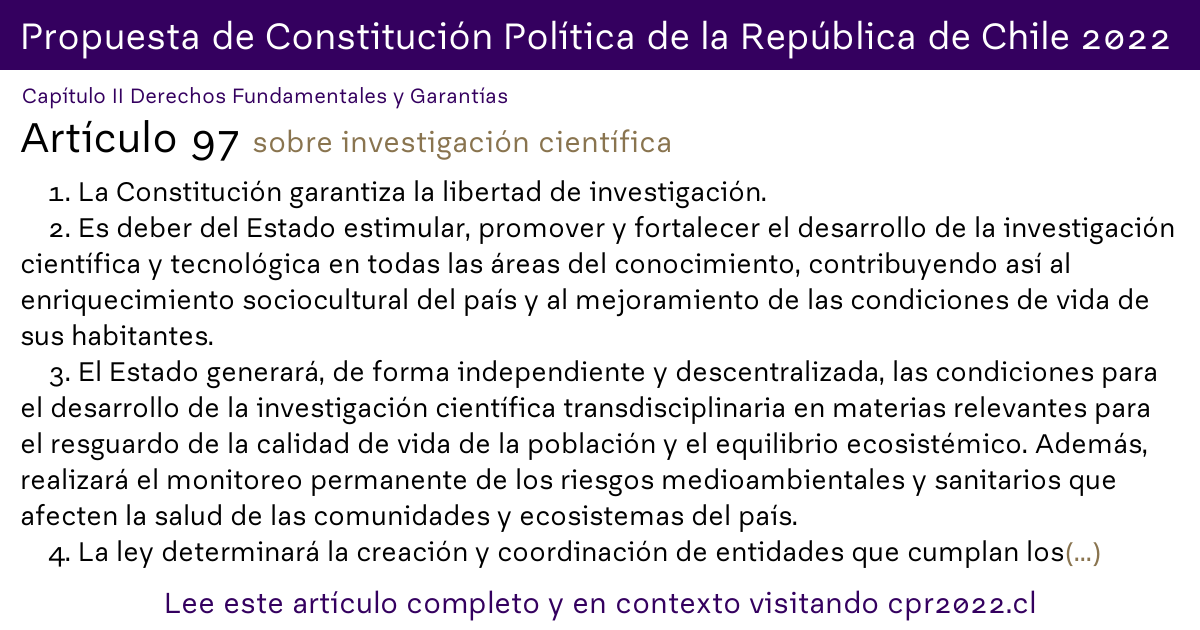 Propuesta de Constitución Política de la República de Chile 2022
Capítulo II Derechos Fundamentales y Garantías
Artículo 97 sobre investigación científica
1. La Constitución garantiza la libertad de investigación.
2. Es deber del Estado estimular, promover y fortalecer el desarrollo de la investigación
científica y tecnológica en todas las áreas del conocimiento, contribuyendo así al
enriquecimiento sociocultural del país y al mejoramiento de las condiciones de vida de
sus habitantes.
3. El Estado generará, de forma independiente y descentralizada, las condiciones para
el desarrollo de la investigación científica transdisciplinaria en materias relevantes para
el resguardo de la calidad de vida de la población y el equilibrio ecosistémico. Además,
realizará el monitoreo permanente de los riesgos medioambientales y sanitarios que
afecten la salud de las comunidades y ecosistemas del país.
4. La ley determinará la creación y coordinación de entidades que cumplan los(...)
Lee este artículo completo y en contexto visitando cpr2022.cl